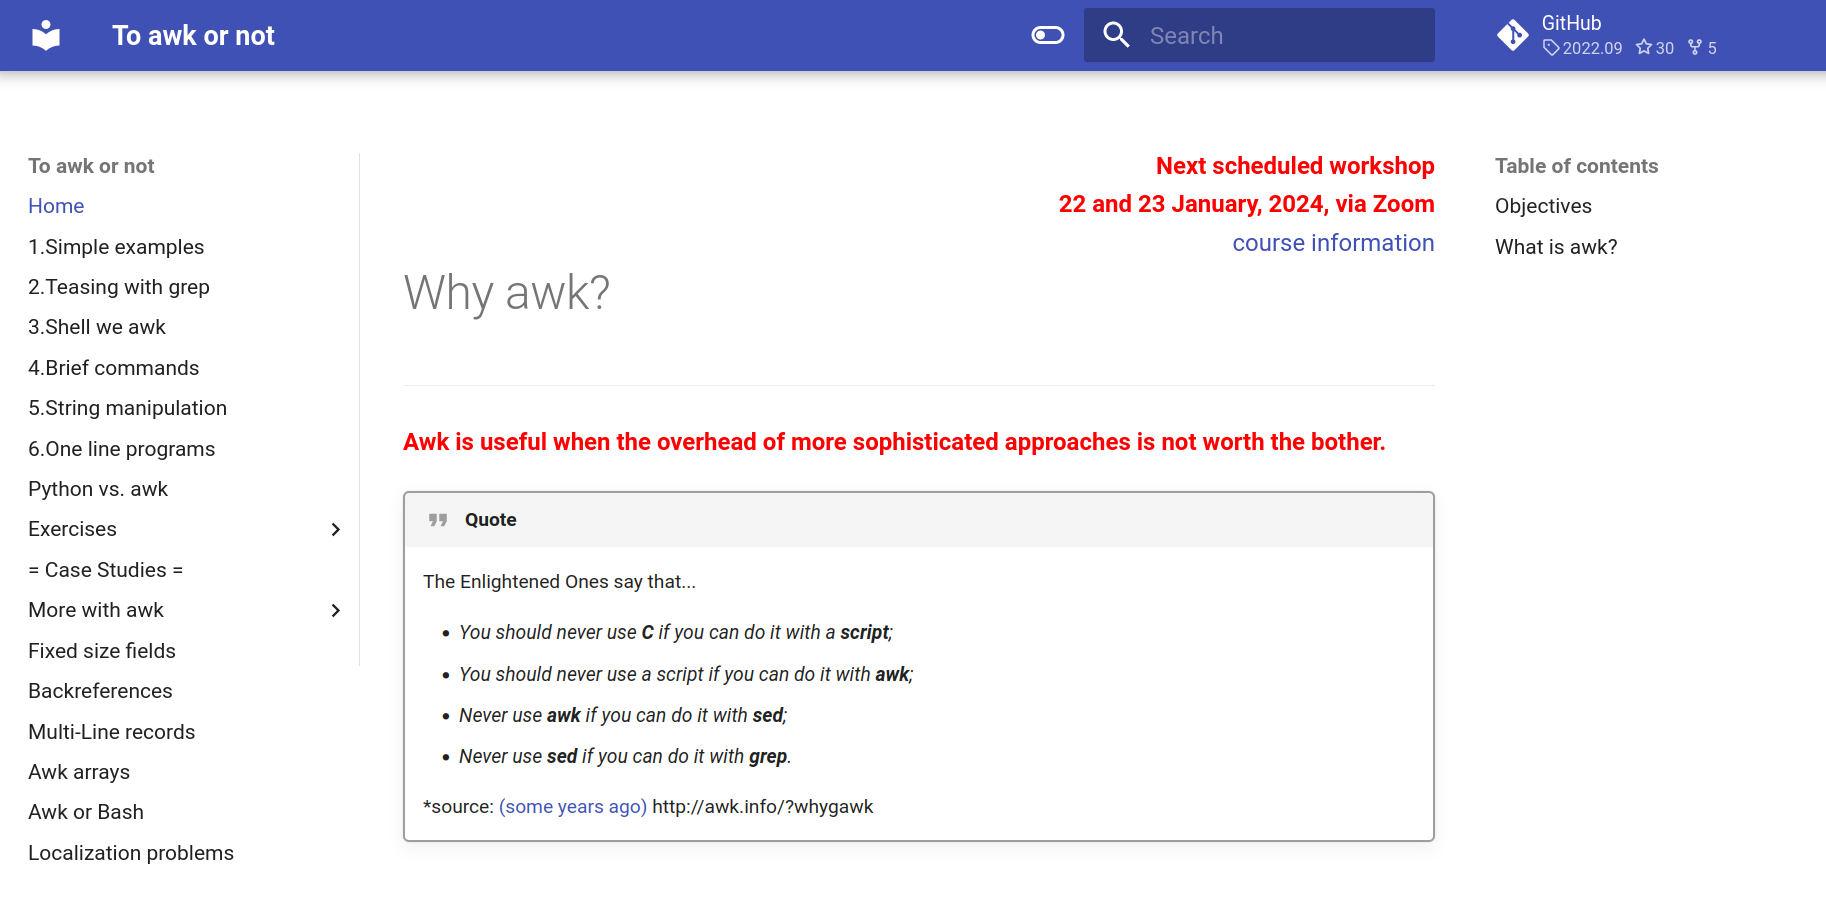 To awk or not
Search
GitHub
2022.09 30 5
To awk or not
Home
1.Simple examples
2.Teasing with grep
3.Shell we awk
4.Brief commands
5.String manipulation
6.One line programs
Python vs. awk
Exercises
= Case Studies =
More with awk
Fixed size fields
Backreferences
Multi-Line records
Awk arrays
Awk or Bash
Localization problems
Next scheduled workshop
22 and 23 January, 2024, via Zoom
course information
Why awk?
Awk is useful when the overhead of more sophisticated approaches is not worth the bother.
Quote
The Enlightened Ones say that...
• You should never use C if you can do it with a script;
• You should never use a script if you can do it with awk;
• Never use awk if you can do it with sed;
• Never use sed if you can do it with grep.
*source: (some years ago) http://awk.info/?whygawk
Table of contents
Objectives
What is awk?